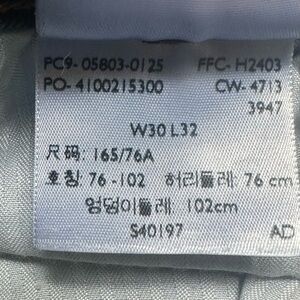 PC9- 05803-0125 FFC- H2403
PO- 4100215300 CW- 4713
3947
W30 L32
尺码: 165/76A
호칭: 76 -102 허리둘레: 76 cm
엉덩이둘레: 102cm
S40197 AD